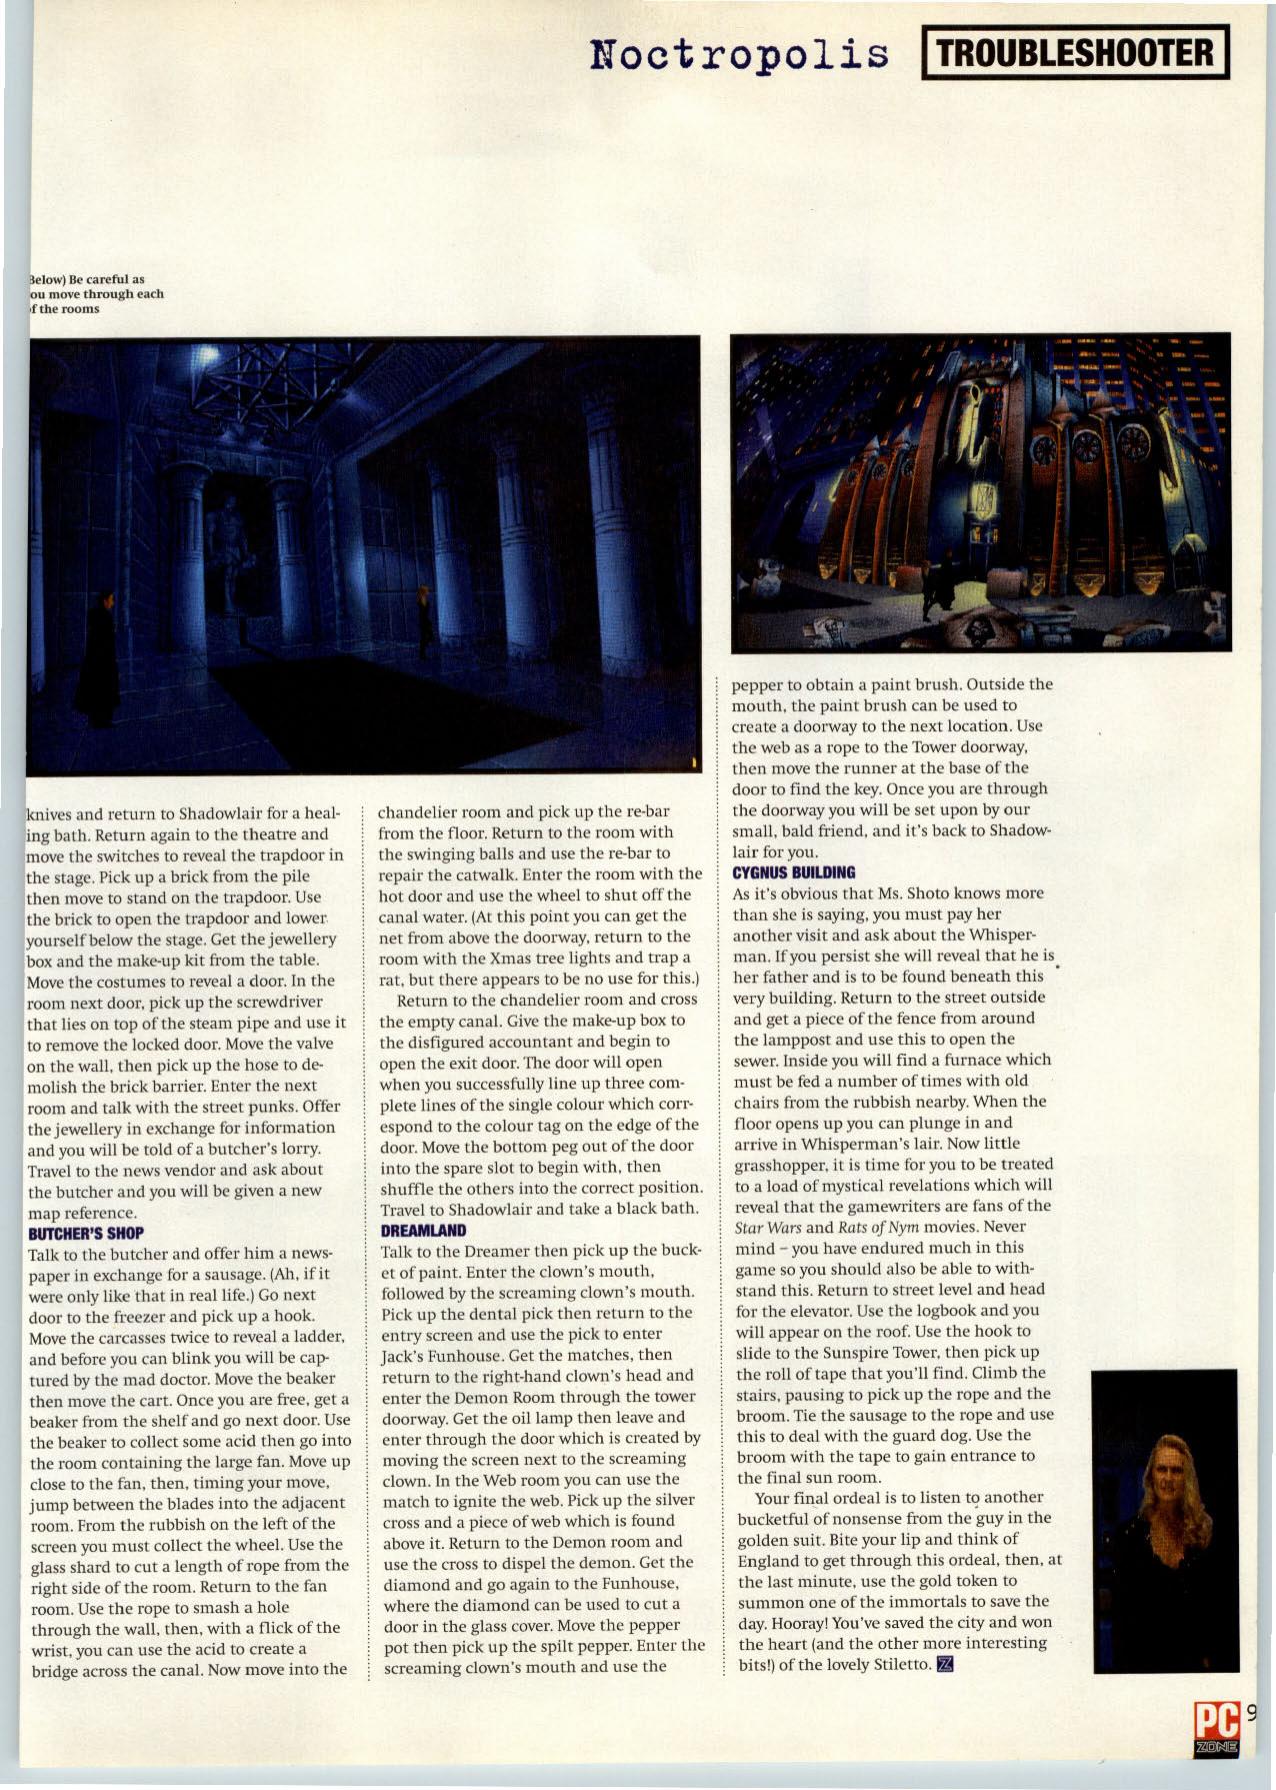 Noctropolis TROUBLESHOOTER
Below) Be careful as
ou move through each
f the rooms
knives and return to Shadowlair for a heal-
ing bath. Return again to the theatre and
move the switches to reveal the trapdoor in
the stage. Pick up a brick from the pile
then move to stand on the trapdoor. Use
the brick to open the trapdoor and lower
yourself below the stage. Get the jewellery
box and the make-up kit from the table.
Move the costumes to reveal a door. In the
room next door, pick up the screwdriver
that lies on top of the steam pipe and use it
to remove the locked door. Move the valve
on the wall, then pick up the hose to de-
molish the brick barrier. Enter the next
room and talk with the street punks. Offer
the jewellery in exchange for information
and you will be told of a butcher's lorry.
Travel to the news vendor and ask about
the butcher and you will be given a new
map reference.
BUTCHER'S SHOP
Talk to the butcher and offer him a news-
paper in exchange for a sausage. (Ah, if it
were only like that in real life.) Go next
door to the freezer and pick up a hook.
Move the carcasses twice to reveal a ladder,
and before you can blink you will be cap-
tured by the mad doctor. Move the beaker
then move the cart. Once you are free, get a
beaker from the shelf and go next door. Use
the beaker to collect some acid then go into
the room containing the large fan. Move up
close to the fan, then, timing your move,
jump between the blades into the adjacent
room. From the rubbish on the left of the
screen you must collect the wheel. Use the
glass shard to cut a length of rope from the
right side of the room. Return to the fan
room. Use the rope to smash a hole
through the wall, then, with a flick of the
wrist, you can use the acid to create a
bridge across the canal. Now move into the
chandelier room and pick up the re-bar
from the floor. Return to the room with
the swinging balls and use the re-bar to
repair the catwalk. Enter the room with the
hot door and use the wheel to shut off the
canal water. (At this point you can get the
net from above the doorway, return to the
room with the Xmas tree lights and trap a
rat, but there appears to be no use for this.)
Return to the chandelier room and cross
the empty canal. Give the make-up box to
the disfigured accountant and begin to
open the exit door. The door will open
when you successfully line up three com-
plete lines of the single colour which corr-
espond to the colour tag on the edge of the
door. Move the bottom peg out of the door
into the spare slot to begin with, then
shuffle the others into the correct position.
Travel to Shadowlair and take a black bath.
DREAMLAND
Talk to the Dreamer then pick up the buck-
et of paint. Enter the clown's mouth,
followed by the screaming clown's mouth.
Pick up the dental pick then return to the
entry screen and use the pick to enter
Jack's Funhouse. Get the matches, then
return to the right-hand clown's head and
enter the Demon Room through the tower
doorway. Get the oil lamp then leave and
enter through the door which is created by
moving the screen next to the screaming
clown. In the Web room you can use the
match to ignite the web. Pick up the silver
cross and a piece of web which is found
above it. Return to the Demon room and
use the cross to dispel the demon. Get the
diamond and go again to the Funhouse,
where the diamond can be used to cut a
door in the glass cover. Move the pepper
pot then pick up the spilt pepper. Enter the
screaming clown's mouth and use the
pepper to obtain a paint brush. Outside the
mouth, the paint brush can be used to
create a doorway to the next location. Use
the web as a rope to the Tower doorway,
then move the runner at the base of the
door to find the key. Once you are through
the doorway you will be set upon by our
small, bald friend, and it's back to Shadow-
lair for you.
CYGNUS BUILDING
As it's obvious that Ms. Shoto knows more
than she is saying, you must pay her
another visit and ask about the Whisper-
man. If you persist she will reveal that he is
her father and is to be found beneath this
very building. Return to the street outside
and get a piece of the fence from around
the lamppost and use this to open the
sewer. Inside you will find a furnace which
must be fed a number of times with old
chairs from the rubbish nearby. When the
floor opens up you can plunge in and
arrive in Whisperman's lair. Now little
grasshopper, it is time for you to be treated
to a load of mystical revelations which will
reveal that the gamewriters are fans of the
Star Wars and Rats of Nym movies. Never
mind – you have endured much in this
game so you should also be able to with-
stand this. Return to street level and head
for the elevator. Use the logbook and you
will appear on the roof. Use the hook to
slide to the Sunspire Tower, then pick up
the roll of tape that you'll find. Climb the
stairs, pausing to pick up the rope and the
broom. Tie the sausage to the rope and use
this to deal with the guard dog. Use the
broom with the tape to gain entrance to
the final sun room.
Your final ordeal is to listen to another
bucketful of nonsense from the guy in the
golden suit. Bite your lip and think of
England to get through this ordeal, then, at
the last minute, use the gold token to
summon one of the immortals to save the
day. Hooray! You've saved the city and won
the heart (and the other more interesting
bits!) of the lovely Stiletto. Z
PC 9
ZONE